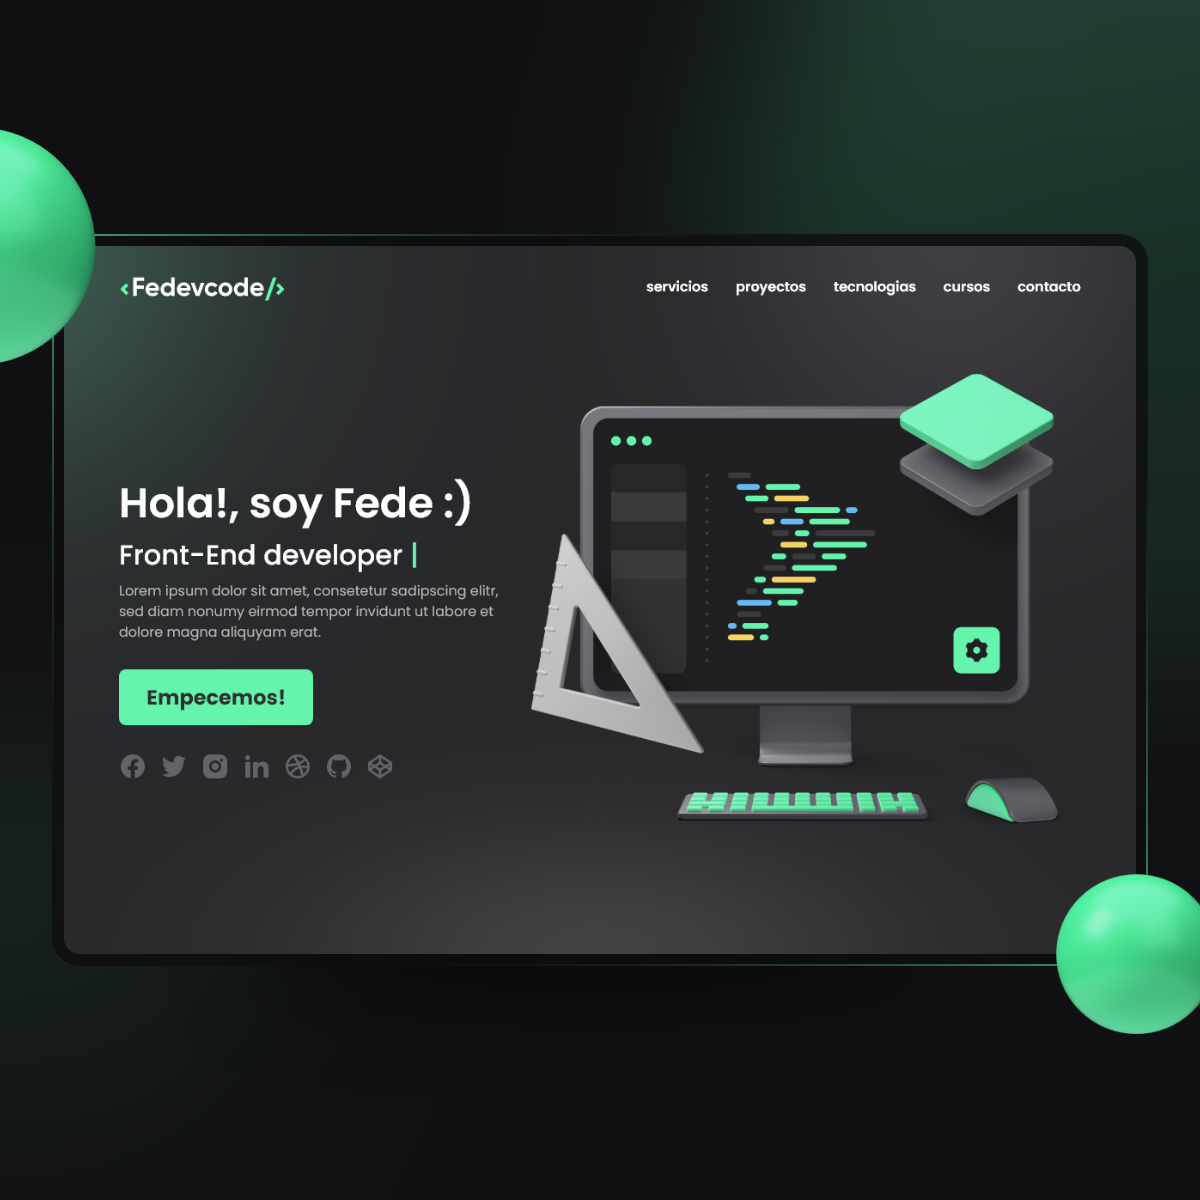 ‹Fedevcode/›
servicios proyectos tecnologias cursos contacto
Hola!, soy Fede :)
Front-End developer |
Lorem ipsum dolor sit amet, consetetur sadipscing elitr,
sed diam nonumy eirmod tempor invidunt ut labore et
dolore magna aliquyam erat.
Empecemos!